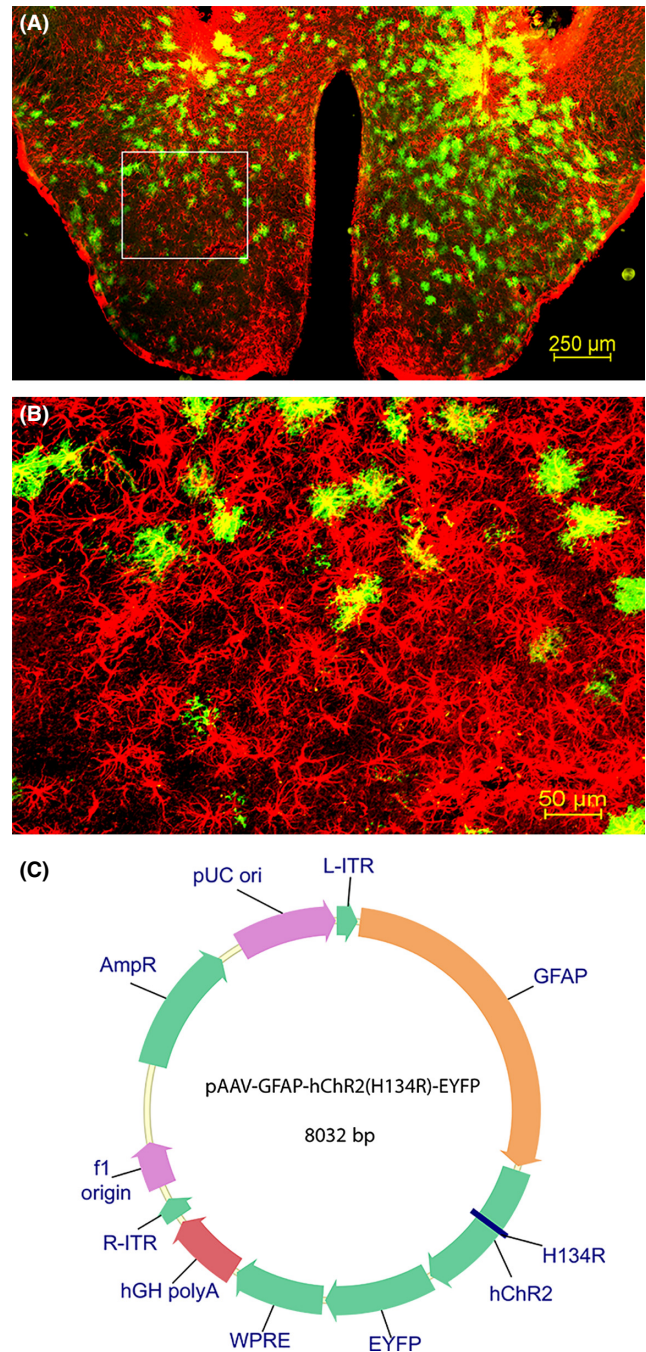 (A)
250 µm
(B)
50 µm
(C)
L-ITR
pUC ori
AmpR
GFAP
pAAV-GFAP-hChR2(H134R)-EYFP
8032 bp
f1
origin
R-ITR
H134R
hGH polyA
hChR2
WPRE
EYFP